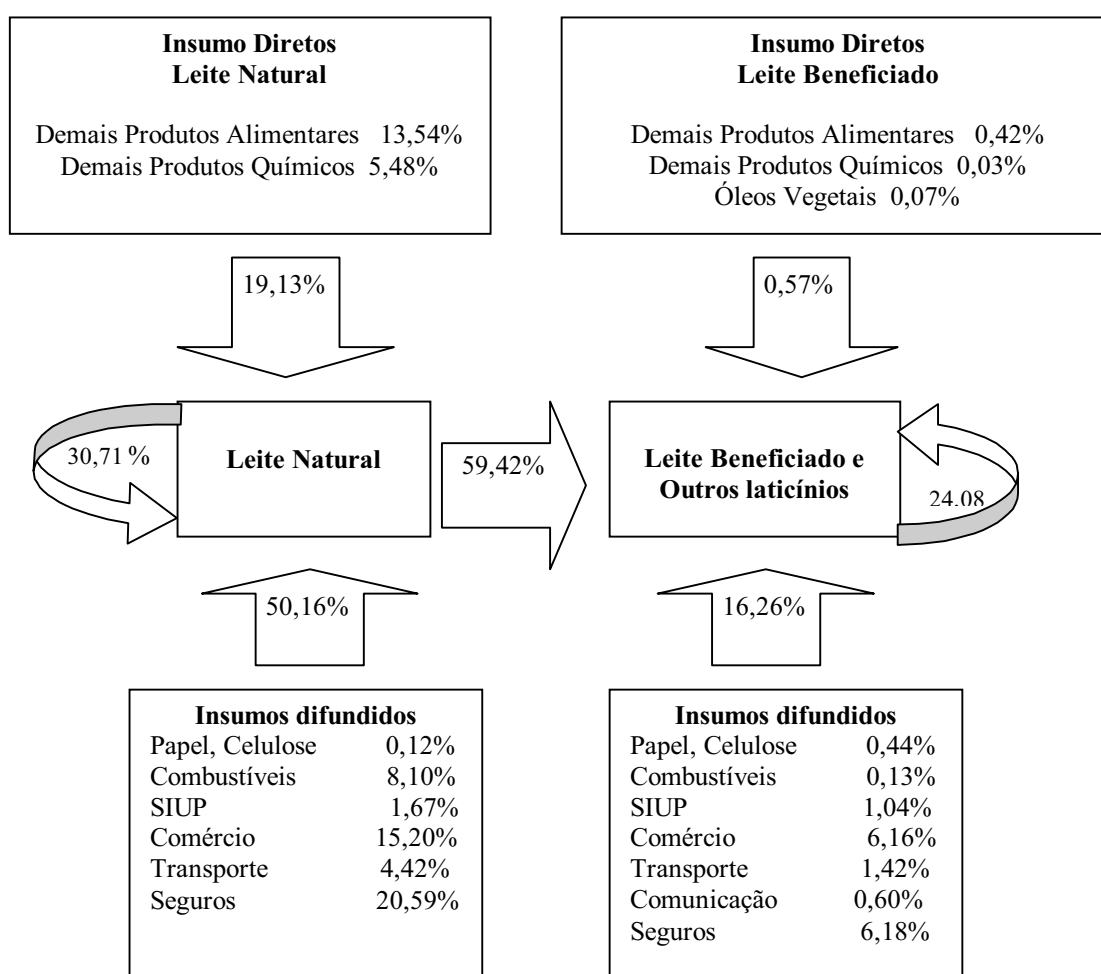 Insumo Diretos
Leite Natural
Demais Produtos Alimentares 13,54%
Demais Produtos Químicos 5,48%
Insumo Diretos
Leite Beneficiado
Demais Produtos Alimentares 0,42%
Demais Produtos Químicos 0,03%
Óleos Vegetais 0,07%
19,13%
0,57%
30,71 %
Leite Natural
59,42%
Leite Beneficiado e
Outros laticínios
24.08
50,16%
16,26%
Insumos difundidos
Papel, Celulose 0,12%
Combustíveis 8,10%
SIUP 1,67%
Comércio 15,20%
Transporte 4,42%
Seguros 20,59%
Insumos difundidos
Papel, Celulose 0,44%
Combustíveis 0,13%
SIUP 1,04%
Comércio 6,16%
Transporte 1,42%
Comunicação 0,60%
Seguros 6,18%